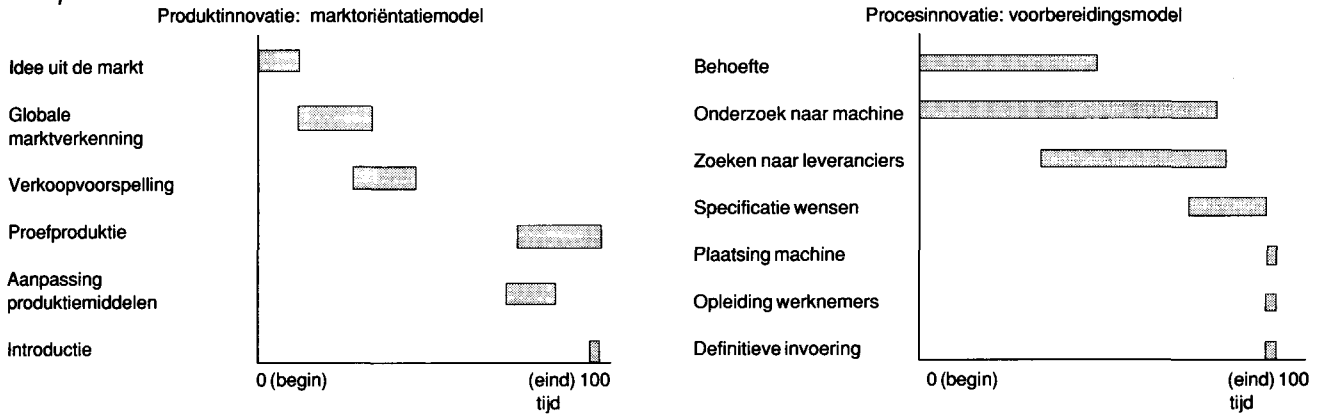 Produktinnovatie: marktoriëntatiemodel
Idee uit de markt
Globale
marktverkenning
Verkoopvoorspelling
Proefproduktie
Aanpassing
produktiemiddelen
Introductie
0 (begin)
(eind) 100
tijd
Procesinnovatie: voorbereidingsmodel
Behoefte
Onderzoek naar machine
Zoeken naar leveranciers
Specificatie wensen
Plaatsing machine
Opleiding werknemers
Definitieve invoering
0 (begin)
(eind) 100
tijd